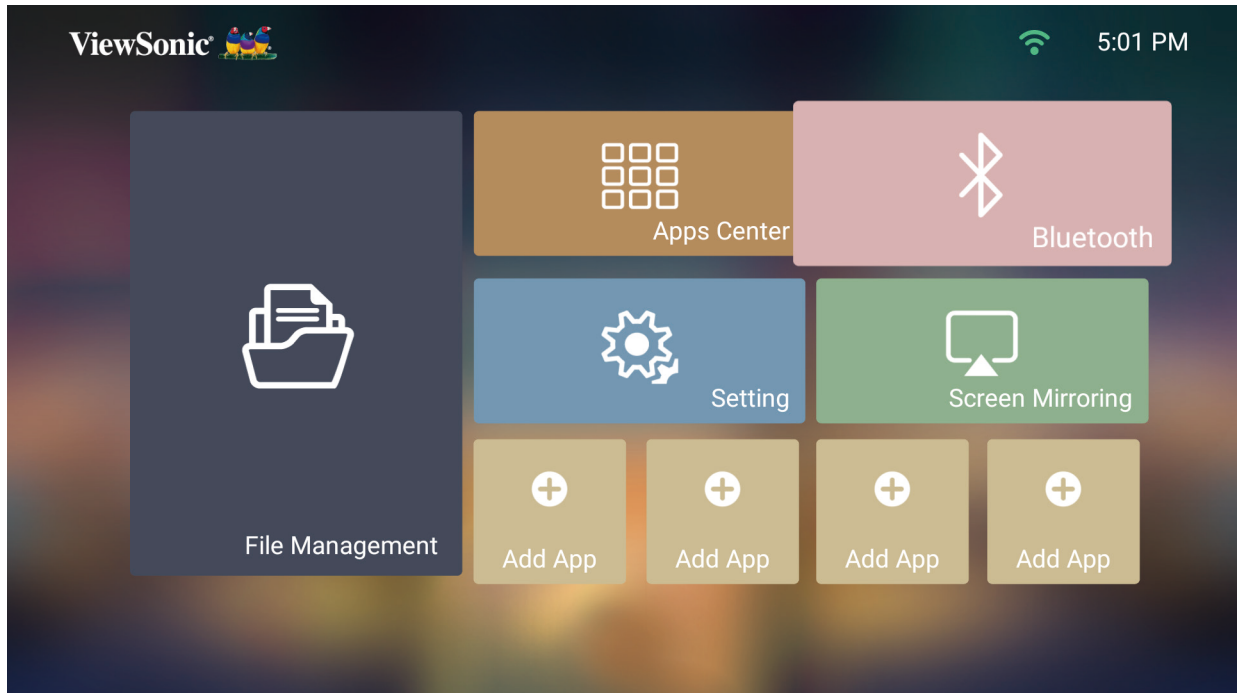 ViewSonic®
5:01 PM
Apps Center
Bluetooth
Setting
Screen Mirroring
File Management
Add App
Add App
Add App
Add App